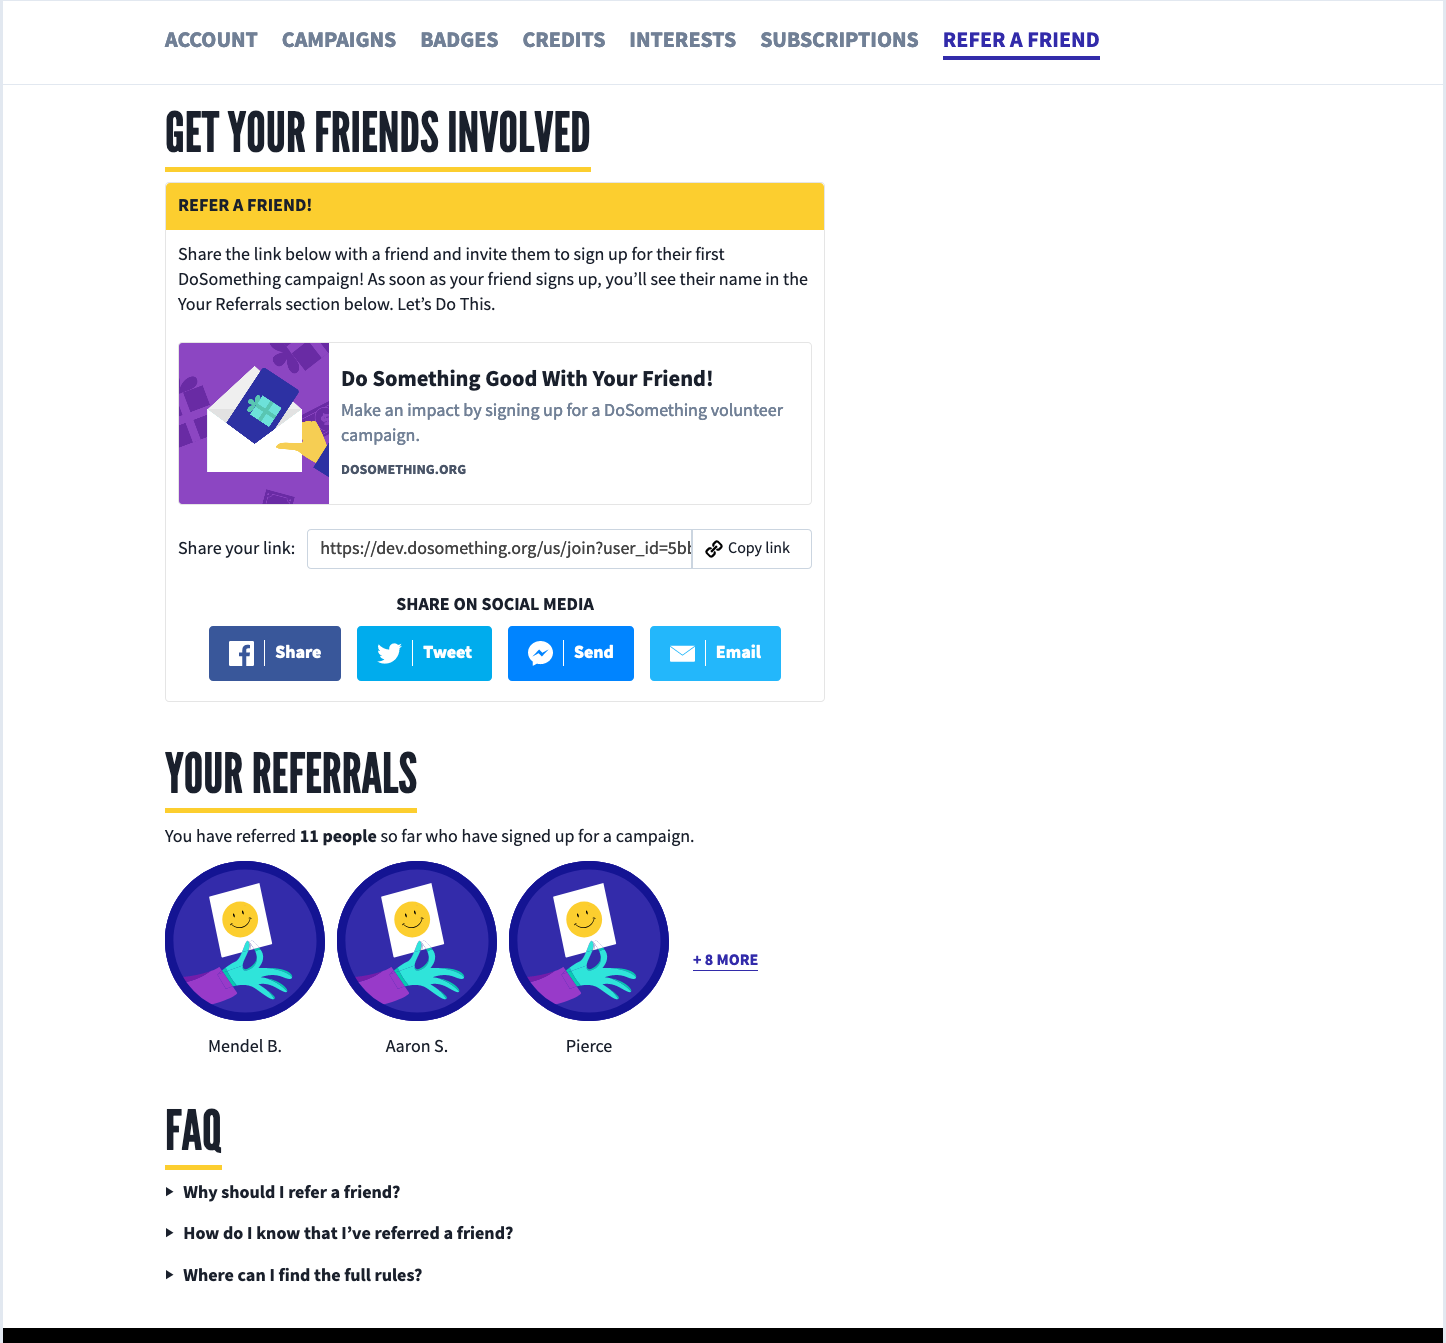 ACCOUNT CAMPAIGNS BADGES CREDITS INTERESTS SUBSCRIPTIONS REFER A FRIEND
GET YOUR FRIENDS INVOLVED
REFER A FRIEND!
Share the link below with a friend and invite them to sign up for their first
DoSomething campaign! As soon as your friend signs up, you’ll see their name in the
Your Referrals section below. Let’s Do This.
Do Something Good With Your Friend!
Make an impact by signing up for a DoSomething volunteer
campaign.
DOSOMETHING.ORG
Share your link: https://dev.dosomething.org/us/join?user_id=5bb Copy link
SHARE ON SOCIAL MEDIA
Share Tweet Send Email
YOUR REFERRALS
You have referred 11 people so far who have signed up for a campaign.
+ 8 MORE
Mendel B. Aaron S. Pierce
FAQ
Why should I refer a friend?
How do I know that I’ve referred a friend?
Where can I find the full rules?